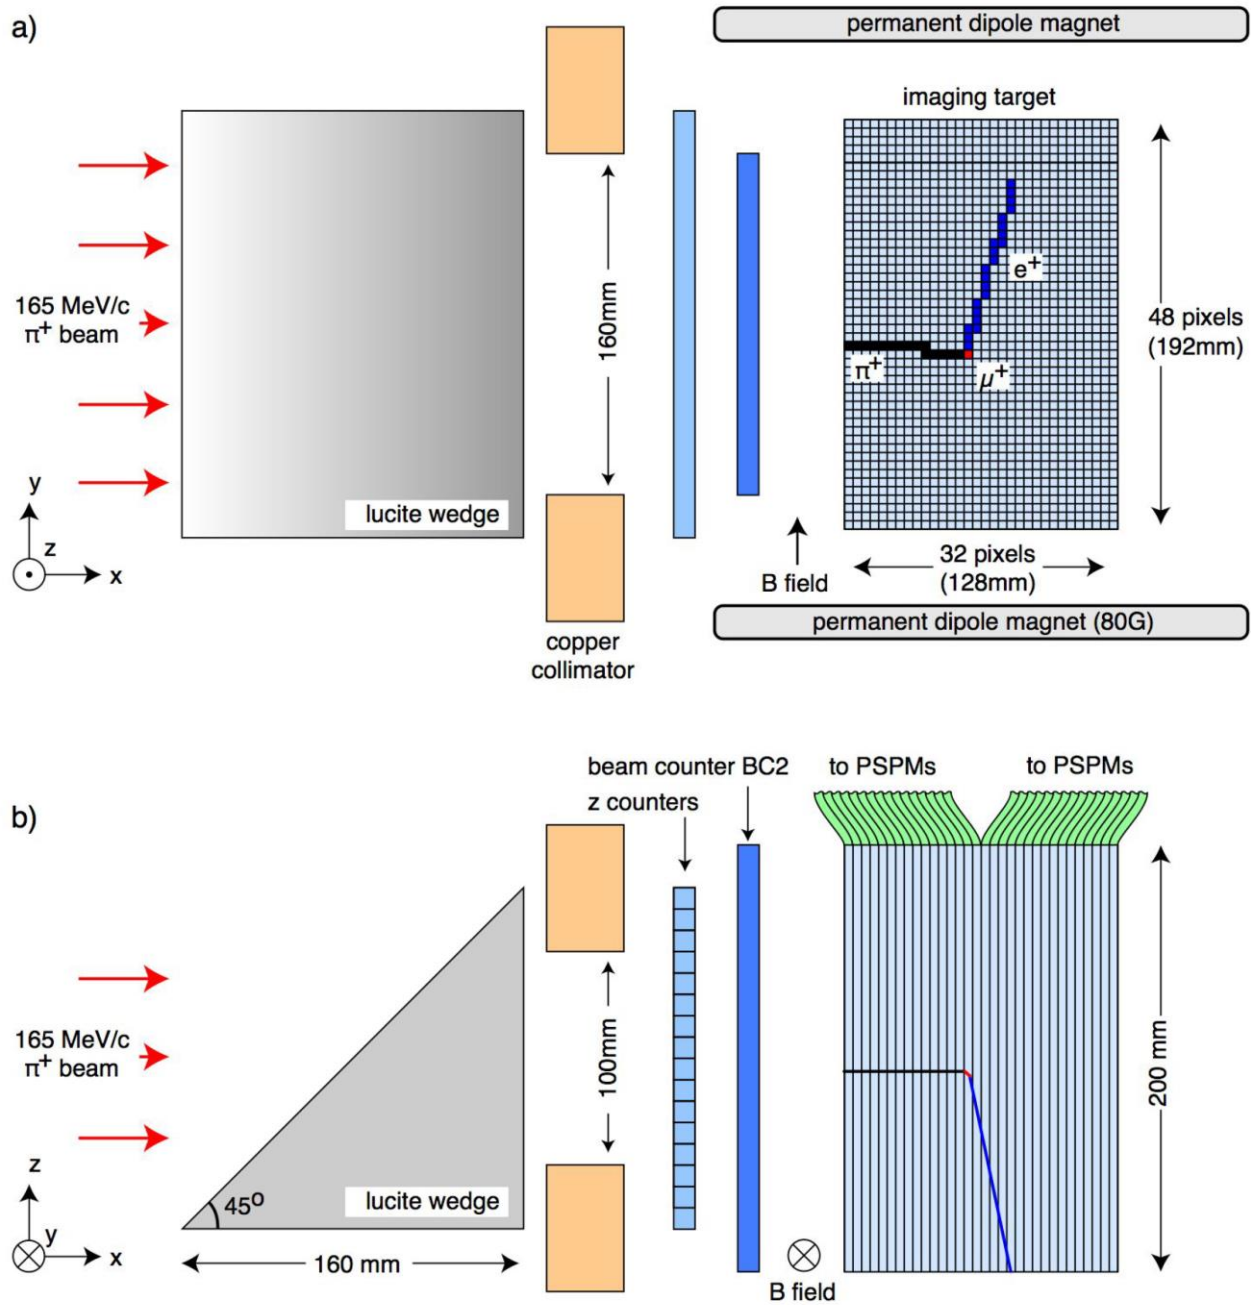 a)
permanent dipole magnet
imaging target
165 MeV/c
π+ beam
160mm
e+
π+
μ+
48 pixels
(192mm)
lucite wedge
y
z
x
B field
32 pixels
(128mm)
copper
collimator
permanent dipole magnet (80G)
b)
beam counter BC2
z counters
to PSPMs
to PSPMs
165 MeV/c
π+ beam
100mm
200 mm
45o
lucite wedge
z
y
x
160 mm
B field